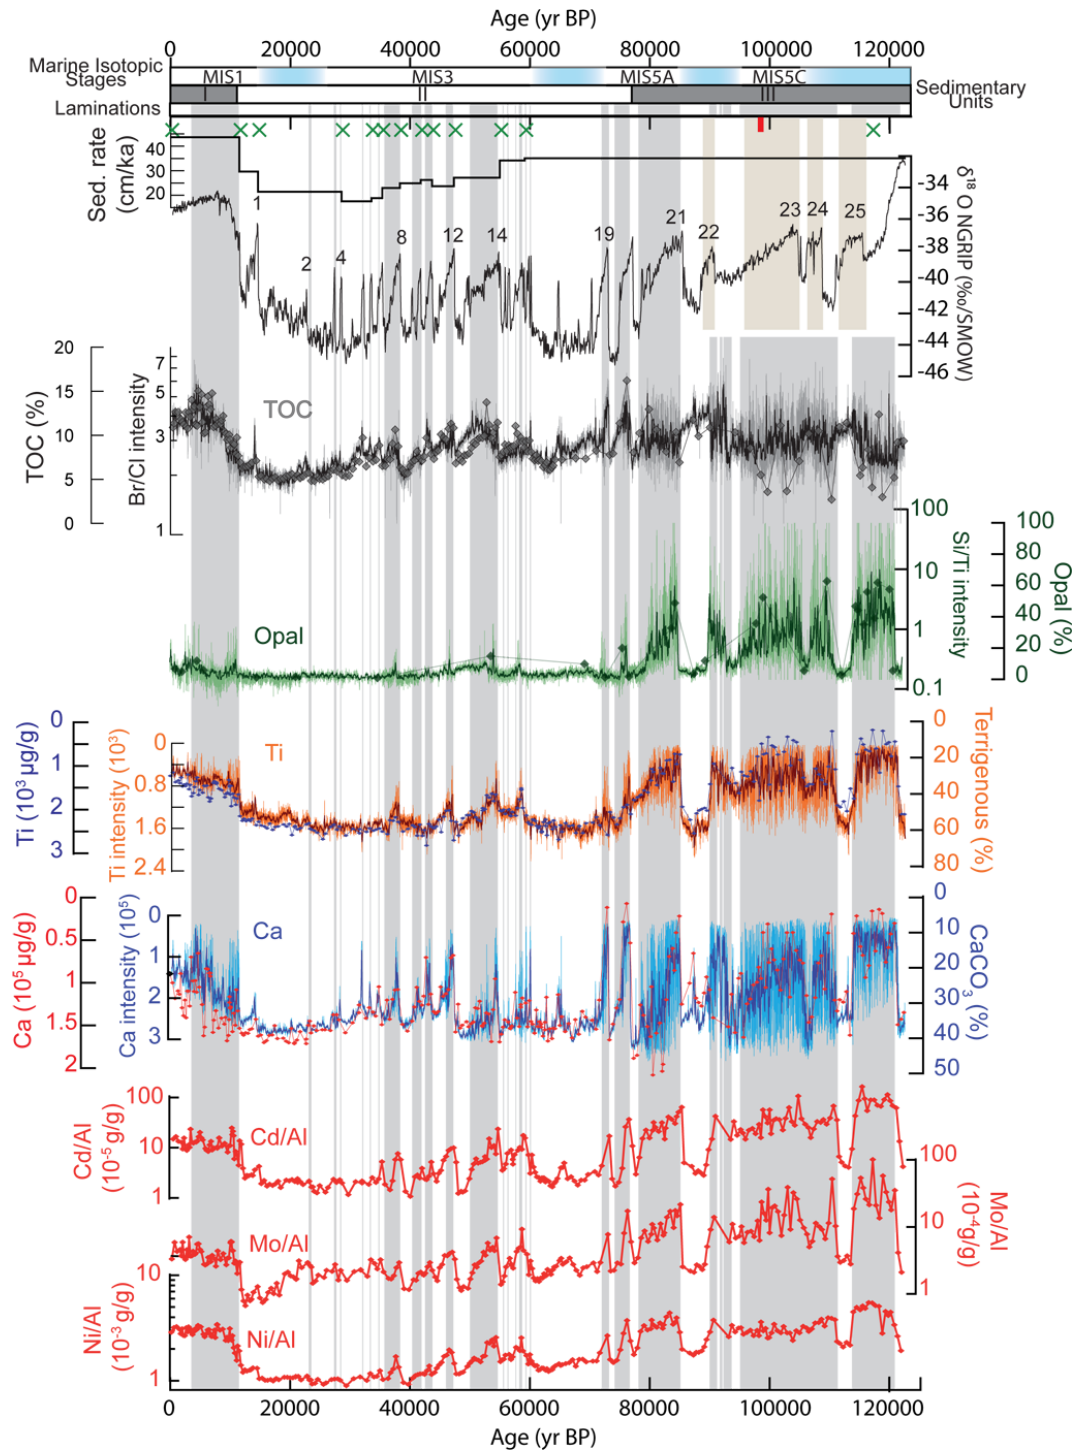 Age (yr BP)
0 20000 40000 60000 80000 100000 120000
Marine Isotopic
Stages
MIS1 MIS3 MIS5A MIS5C
I II III
Sedimentary
Units
Laminations
Sed. rate
(cm/ka)
40
30
20
δ18 O NGRIP (‰/SMOW)
-34
-36
-38
-40
-42
-44
-46
1 2 4 8 12 14 19 21 22 23 24 25
TOC (%)
20
15
10
5
0
Br/Cl intensity
7
5
3
1
TOC
Si/Ti intensity
100
10
1
0.1
Opal (%)
100
80
60
40
20
0
Opal
Ti (103 µg/g)
0
1
2
3
Ti intensity (103)
0
0.8
1.6
2.4
Ti
Terrigenous (%)
0
20
40
60
80
Ca (105 µg/g)
0
0.5
1
1.5
2
Ca intensity (105)
0
1
2
3
Ca
CaCO3 (%)
0
10
20
30
40
50
Cd/Al
(10-5 g/g)
100
10
1
Cd/Al
Mo/Al
(10-4g/g)
100
10
1
Mo/Al
Ni/Al
(10-3 g/g)
10
1
Ni/Al
0 20000 40000 60000 80000 100000 120000
Age (yr BP)